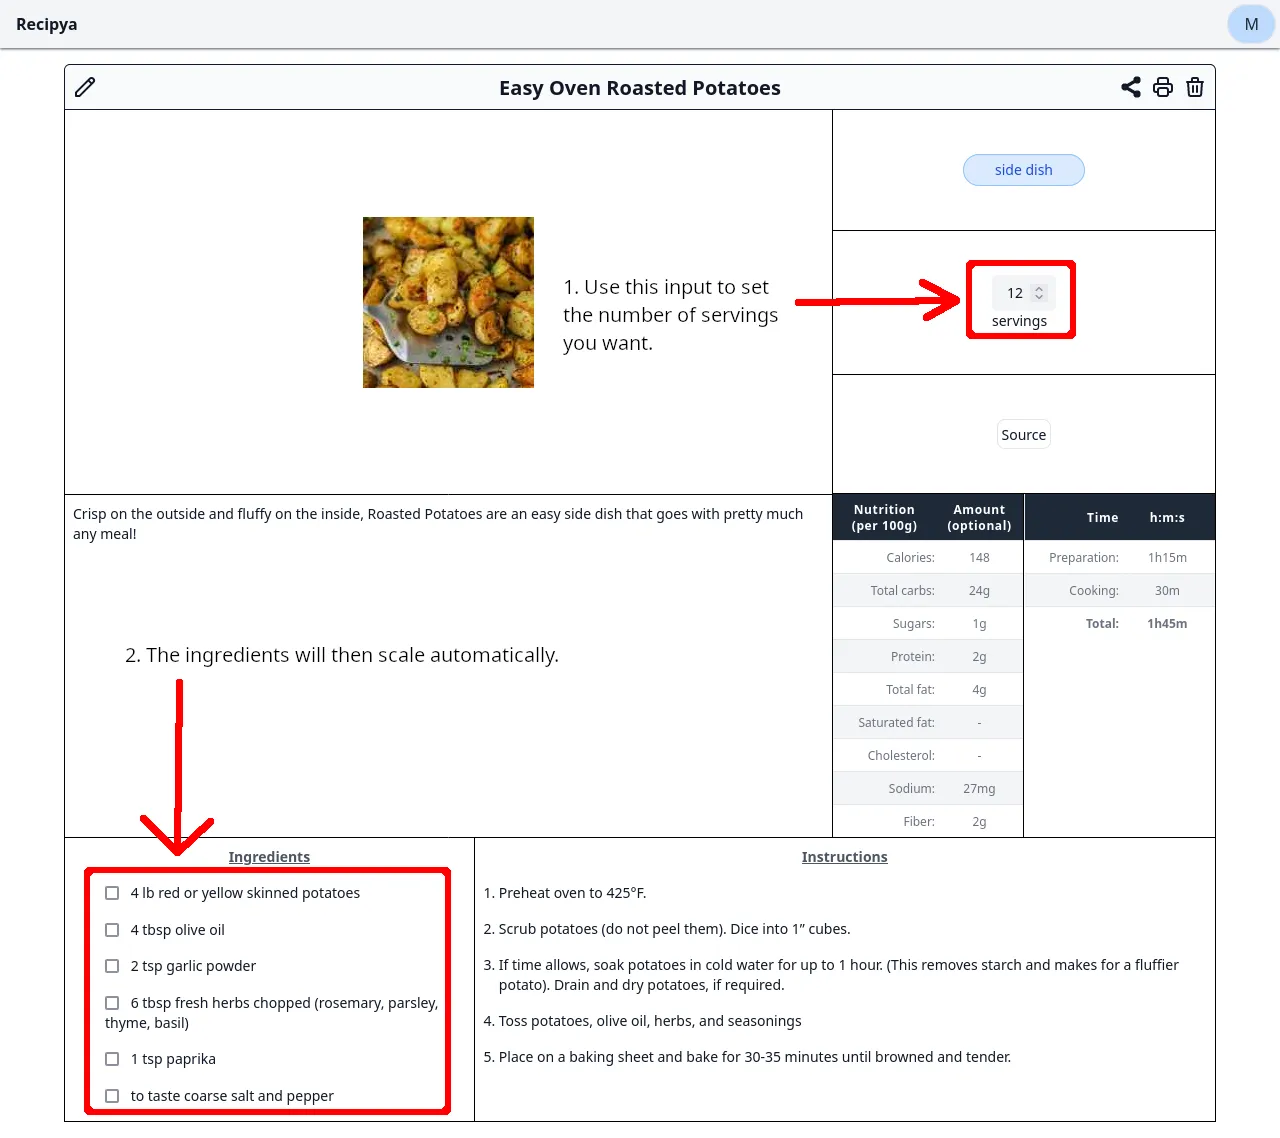 Recipya
M
Easy Oven Roasted Potatoes
side dish
1. Use this input to set
the number of servings
you want.
12
servings
Source
Crisp on the outside and fluffy on the inside, Roasted Potatoes are an easy side dish that goes with pretty much
any meal!
2. The ingredients will then scale automatically.
Nutrition (per 100g) Amount (optional)
Calories: 148
Total carbs: 24g
Sugars: 1g
Protein: 2g
Total fat: 4g
Saturated fat: -
Cholesterol: -
Sodium: 27mg
Fiber: 2g
Time h:m:s
Preparation: 1h15m
Cooking: 30m
Total: 1h45m
Ingredients
4 lb red or yellow skinned potatoes
4 tbsp olive oil
2 tsp garlic powder
6 tbsp fresh herbs chopped (rosemary, parsley,
thyme, basil)
1 tsp paprika
to taste coarse salt and pepper
Instructions
1. Preheat oven to 425°F.
2. Scrub potatoes (do not peel them). Dice into 1” cubes.
3. If time allows, soak potatoes in cold water for up to 1 hour. (This removes starch and makes for a fluffier
potato). Drain and dry potatoes, if required.
4. Toss potatoes, olive oil, herbs, and seasonings
5. Place on a baking sheet and bake for 30-35 minutes until browned and tender.